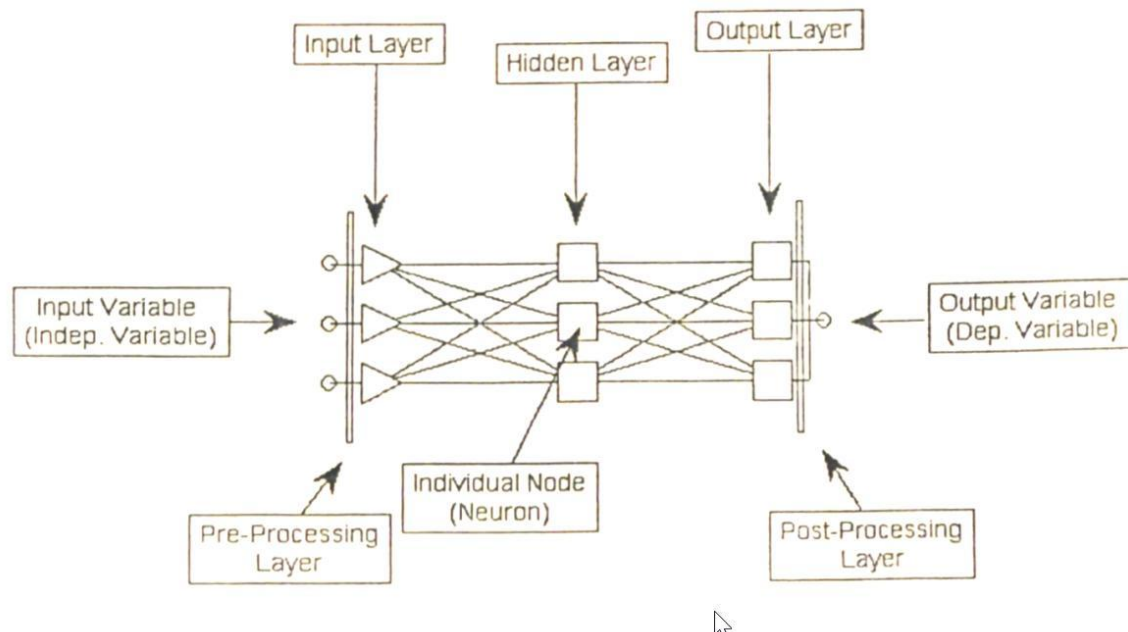 Input Layer
Hidden Layer
Output Layer
Input Variable
(Indep. Variable)
Output Variable
(Dep. Variable)
Individual Node
(Neuron)
Pre-Processing
Layer
Post-Processing
Layer